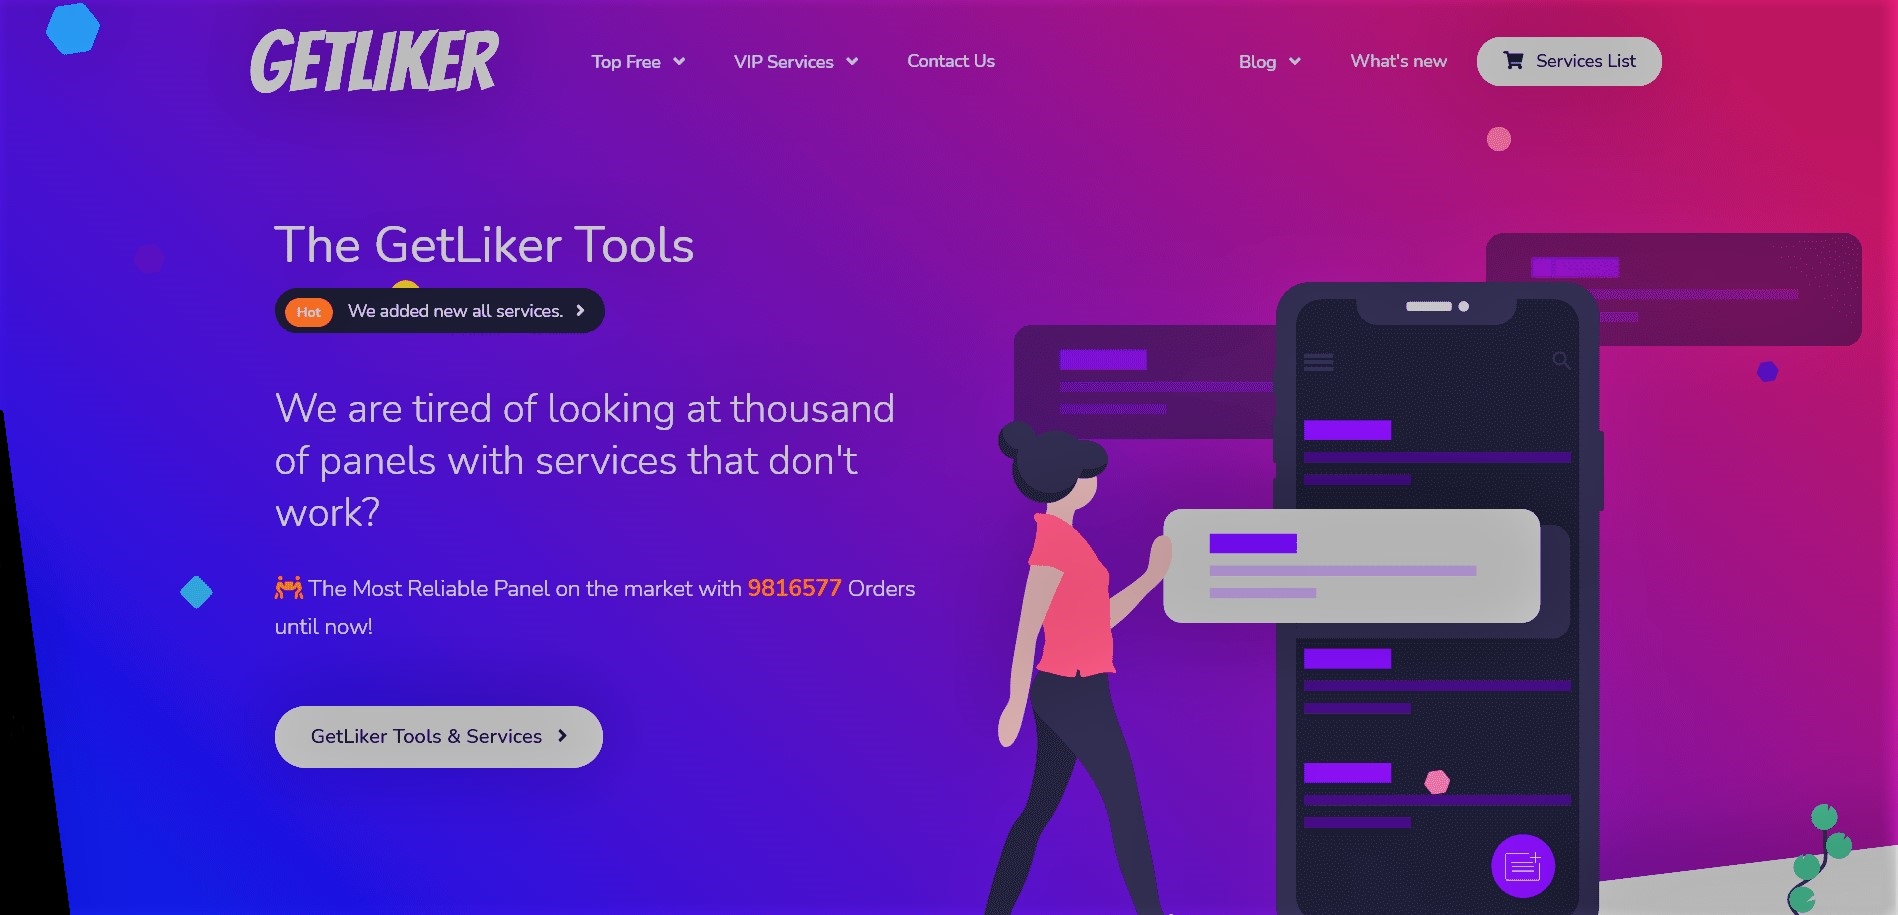 GETLIKER
Top Free
VIP Services
Contact Us
Blog
What's new
Services List
The GetLiker Tools
Hot We added new all services.
We are tired of looking at thousand
of panels with services that don't
work?
The Most Reliable Panel on the market with 9816577 Orders
until now!
GetLiker Tools & Services